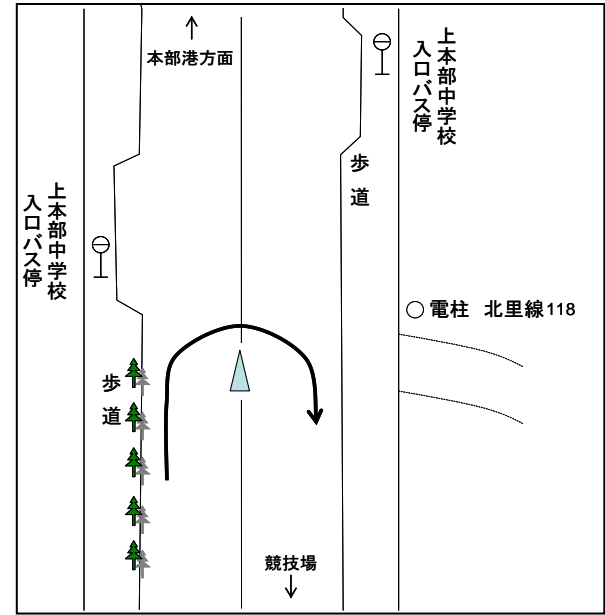 本部港方面
上本部中学校
入口バス停
歩道
上本部中学校
入口バス停
電柱 北里線118
歩道
競技場